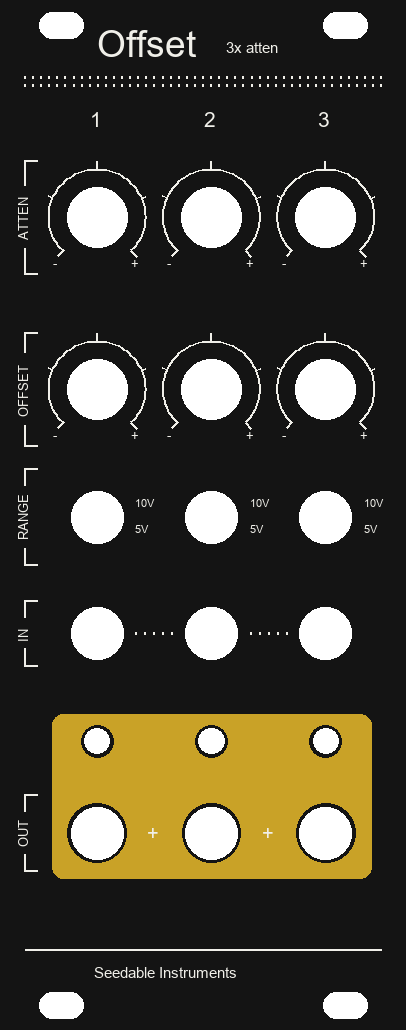 Offset 3x atten
1 2 3
ATTEN
- + - + - +
OFFSET
- + - + - +
RANGE
10V 10V 10V
5V 5V 5V
IN
OUT
+ +
Seedable Instruments